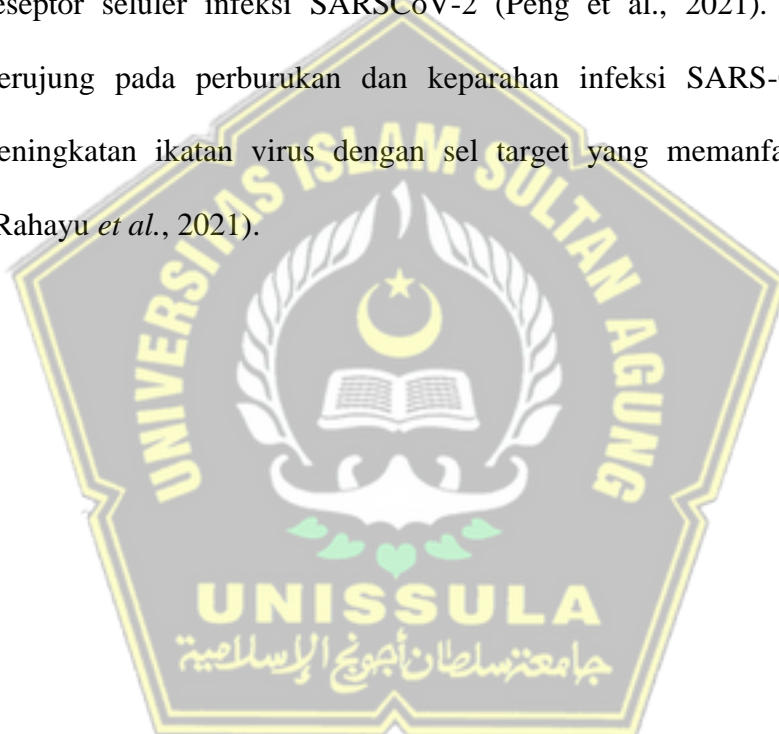 eseptor seluler infeksi SARSCoV-2 (Peng et al., 2021).
erujung pada perburukan dan keparahan infeksi SARS-
eningkatan ikatan virus dengan sel target yang memanfa
Rahayu et al., 2021).
UNIVERSITAS ISLAM SULTAN AGUNG
UNISSULA
جامعة سلطان أجونج الإسلامية